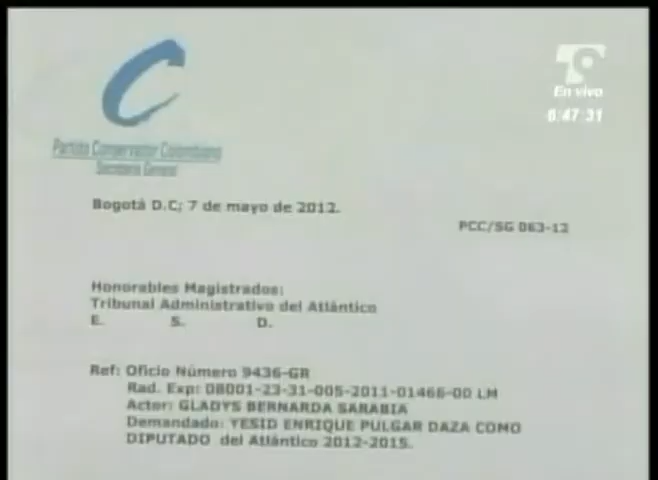 En vivo
6:47:31
Partido Conservador Colombiano
Secretaría General
Bogotá D.C; 7 de mayo de 2012.
PCC/SG 063-12
Honorables Magistrados:
Tribunal Administrativo del Atlántico
E. S. D.
Ref: Oficio Número 9436-GR
Rad. Exp: 08001-23-31-005-2011-01466-00 LM
Actor: GLADYS BERNARDA SARABIA
Demandado: YESID ENRIQUE PULGAR DAZA COMO
DIPUTADO del Atlántico 2012-2015.